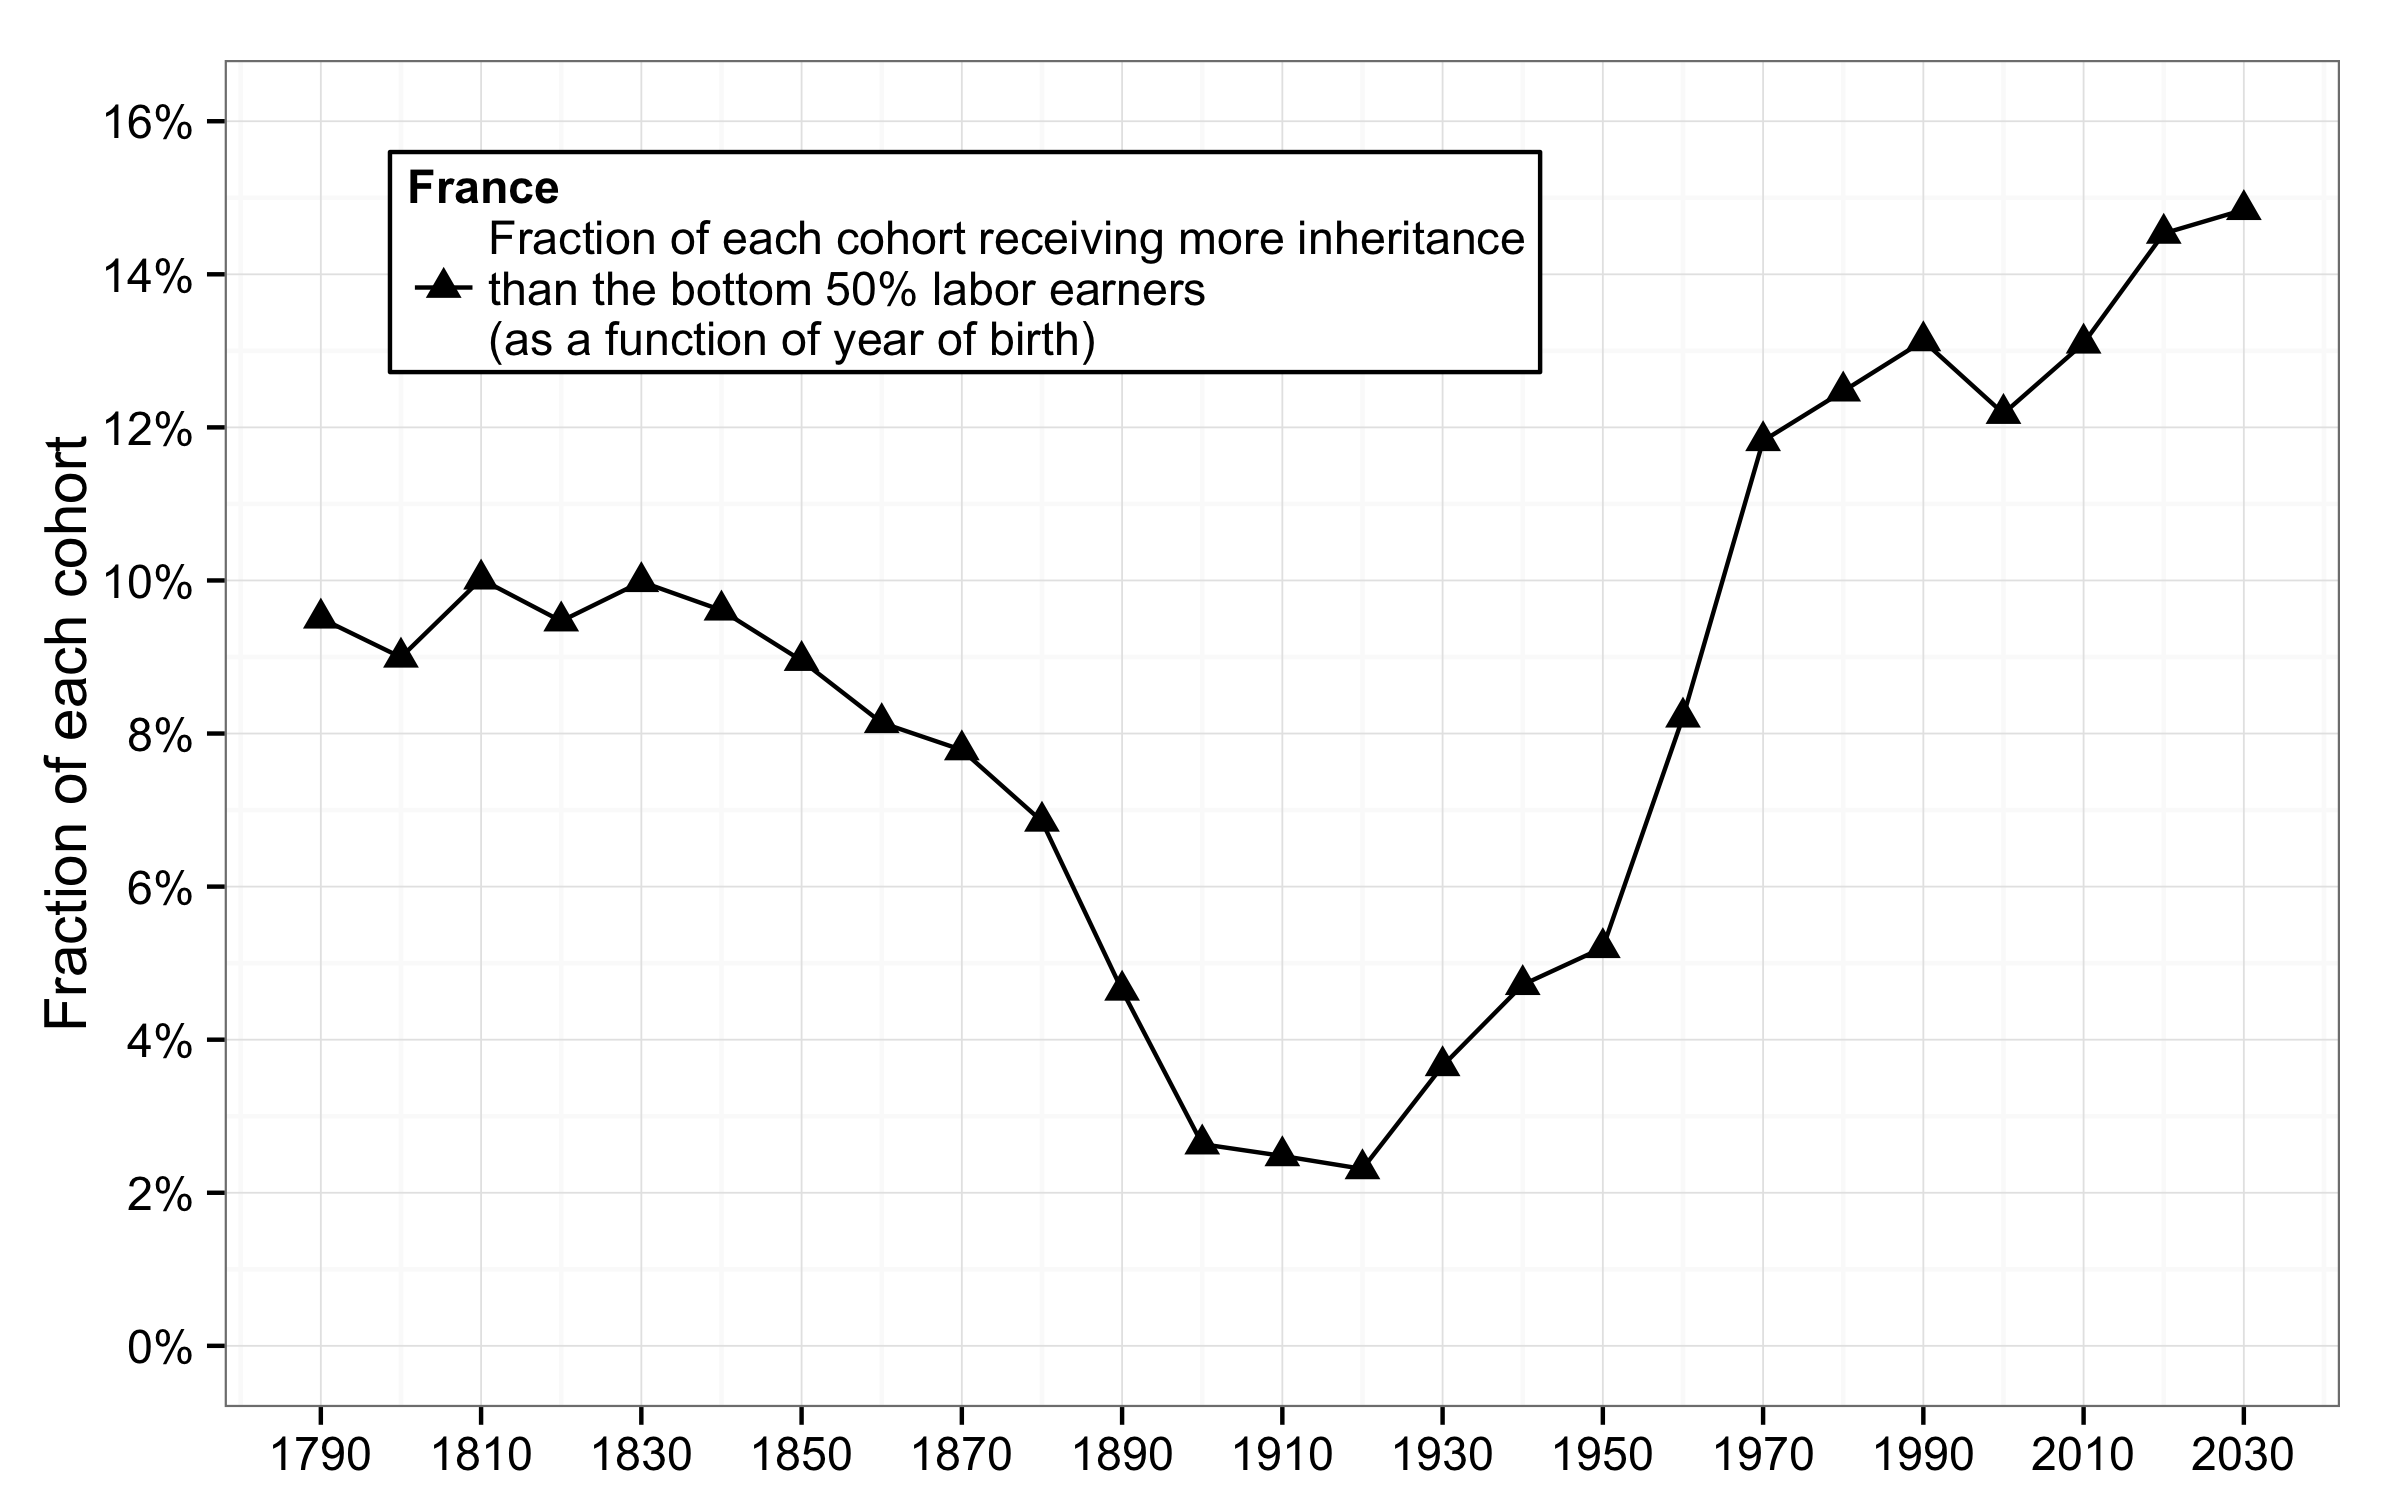 France
Fraction of each cohort receiving more inheritance
than the bottom 50% labor earners
(as a function of year of birth)
Fraction of each cohort
16%
14%
12%
10%
8%
6%
4%
2%
0%
1790 1810 1830 1850 1870 1890 1910 1930 1950 1970 1990 2010 2030